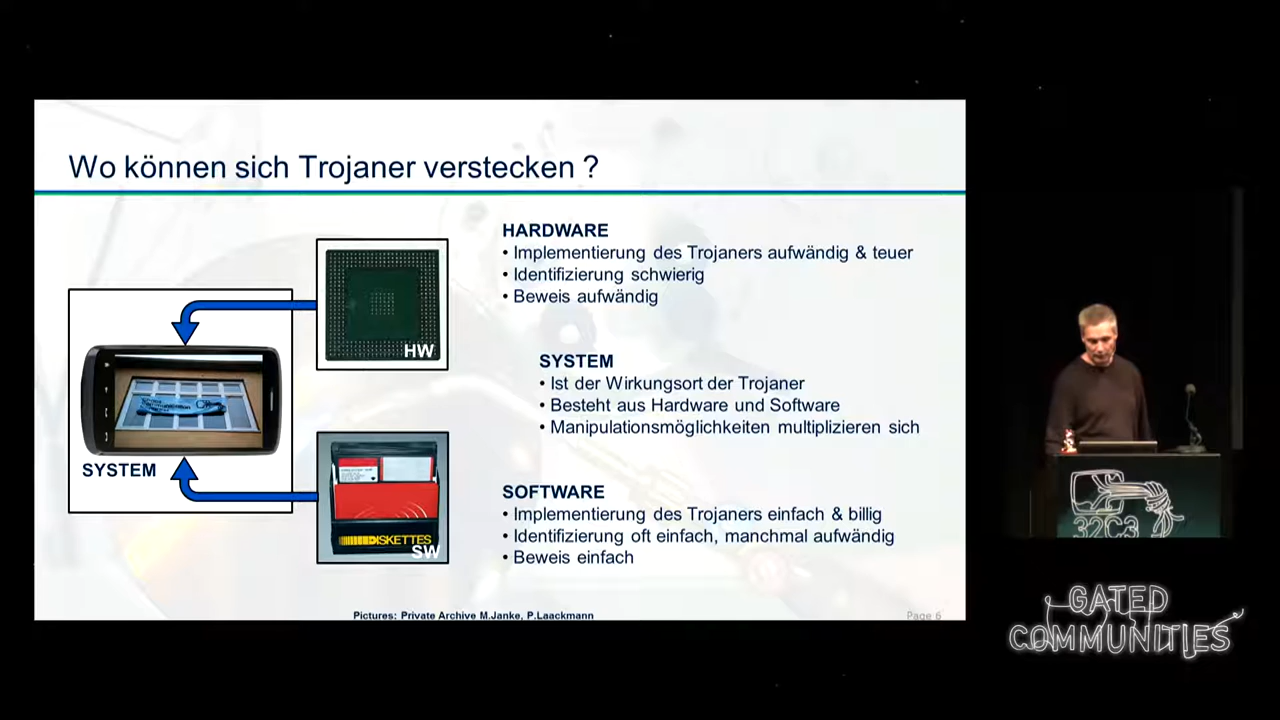 Wo können sich Trojaner verstecken ?
HARDWARE
• Implementierung des Trojaners aufwändig & teuer
• Identifizierung schwierig
• Beweis aufwändig
HW
SYSTEM
• Ist der Wirkungsort der Trojaner
• Besteht aus Hardware und Software
• Manipulationsmöglichkeiten multiplizieren sich
SYSTEM
SOFTWARE
• Implementierung des Trojaners einfach & billig
• Identifizierung oft einfach, manchmal aufwändig
• Beweis einfach
DISKETTES
SW
Pictures: Private Archive M.Janke, P.Laackmann
Page 6
32C3
GATED
COMMUNITIES